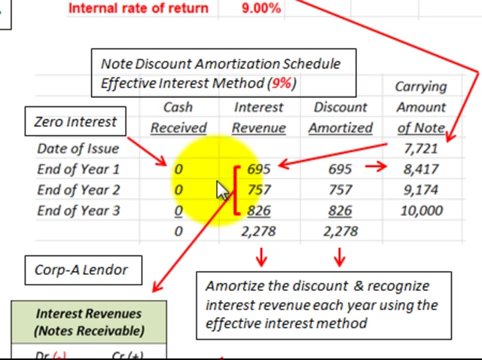 Internal rate of return 9.00%
Note Discount Amortization Schedule
Effective Interest Method (9%)
Carrying
Cash Interest Discount Amount
Zero Interest
Received Revenue Amortized of Note
Date of Issue 7,721
End of Year 1 0 695 695 8,417
End of Year 2 0 757 757 9,174
End of Year 3 0 826 826 10,000
0 2,278 2,278
Corp-A Lendor
Amortize the discount & recognize
interest revenue each year using the
effective interest method
Interest Revenues
(Notes Receivable)
Dr (-) Cr (+)